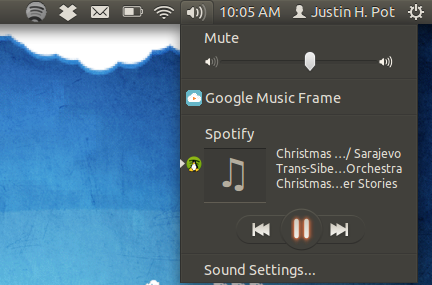 10:05 AM Justin H. Pot
Mute
Google Music Frame
Spotify
Christmas .../ Sarajevo
Trans-Sibe...Orchestra
Christmas...er Stories
Sound Settings...